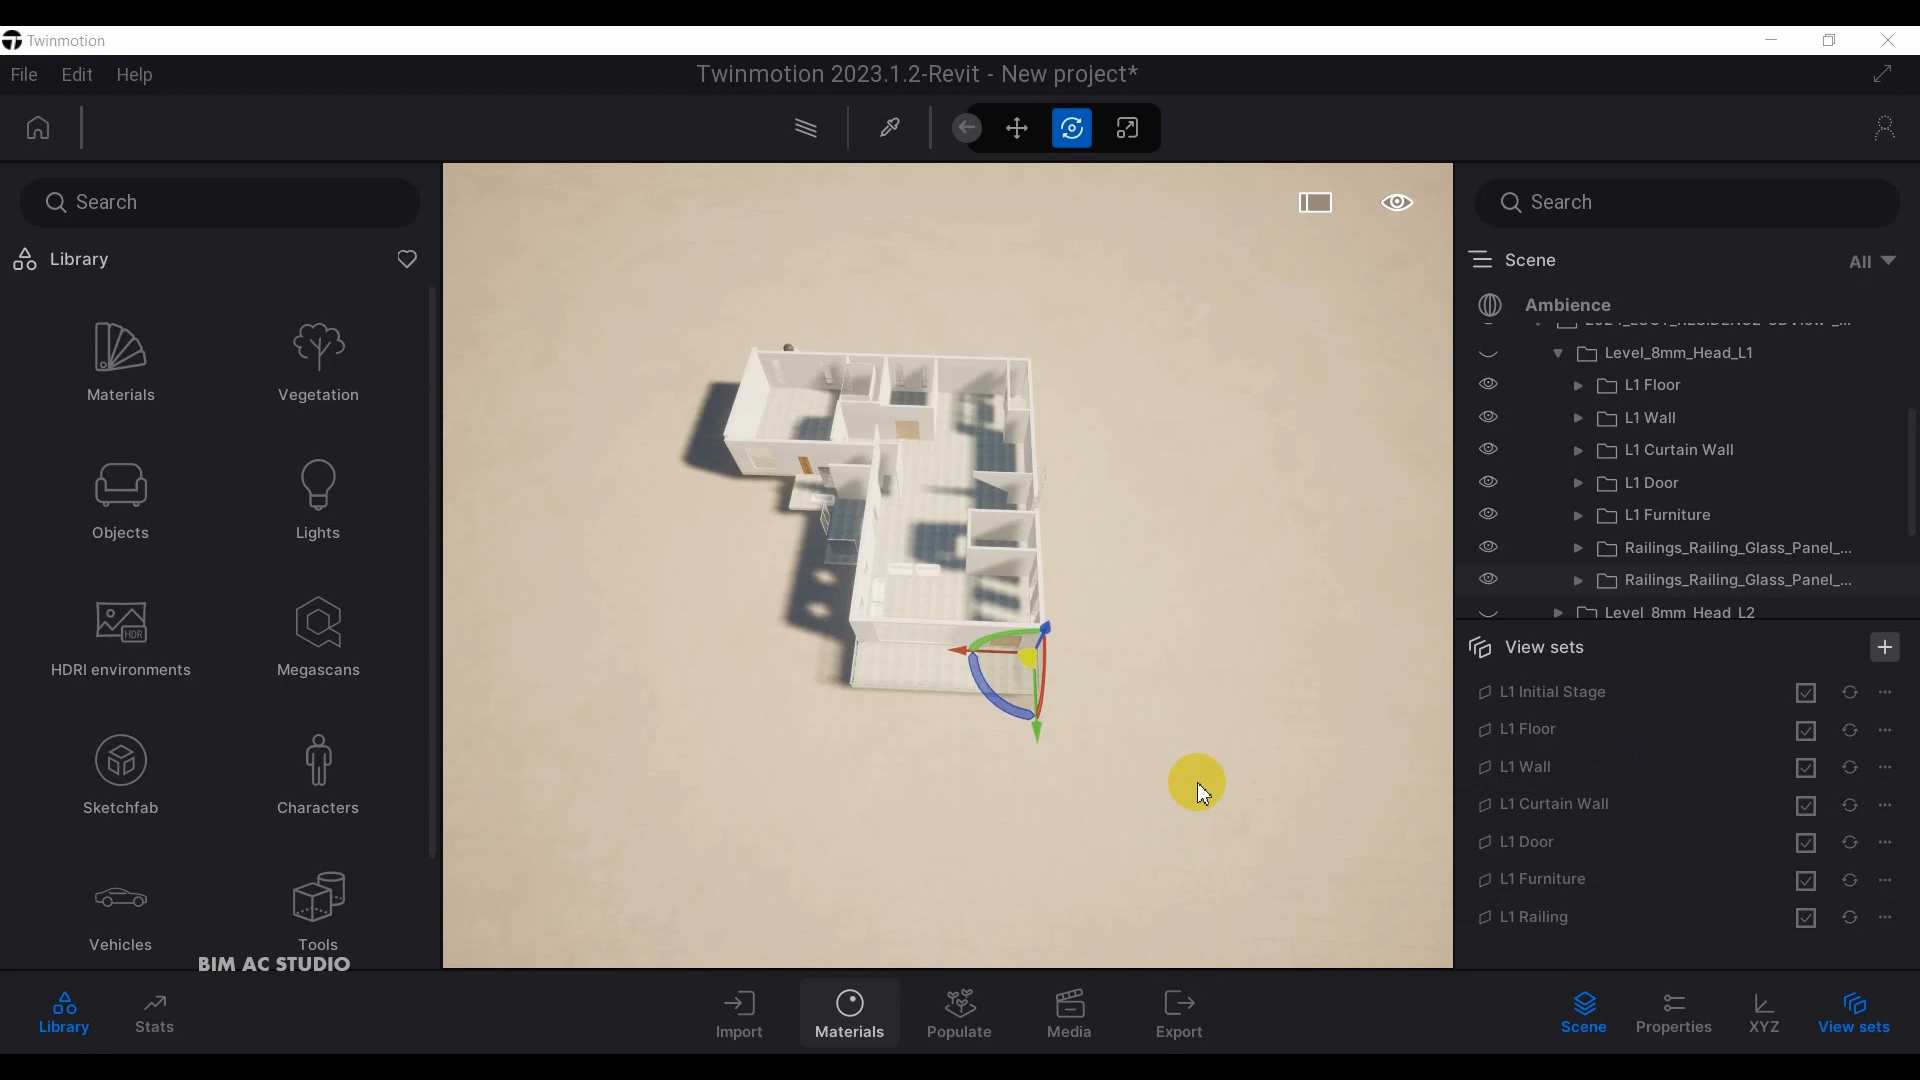 Twinmotion
File Edit Help
Twinmotion 2023.1.2-Revit - New project*
Search
Library
Materials
Vegetation
Objects
Lights
HDR
HDRI environments
Megascans
Sketchfab
Characters
Vehicles
Tools
BIM AC STUDIO
Search
Scene
All
Ambience
Level_8mm_Head_L1
L1 Floor
L1 Wall
L1 Curtain Wall
L1 Door
L1 Furniture
Railings_Railing_Glass_Panel_...
Railings_Railing_Glass_Panel_...
Level_8mm_Head_L2
View sets
L1 Initial Stage
L1 Floor
L1 Wall
L1 Curtain Wall
L1 Door
L1 Furniture
L1 Railing
Library
Stats
Import
Materials
Populate
Media
Export
Scene
Properties
XYZ
View sets